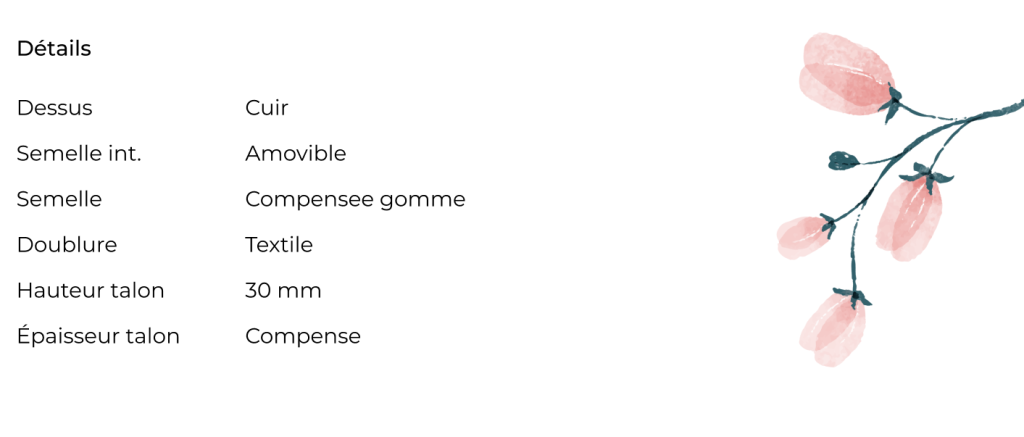 Détails
Dessus Cuir
Semelle int. Amovible
Semelle Compensee gomme
Doublure Textile
Hauteur talon 30 mm
Épaisseur talon Compense